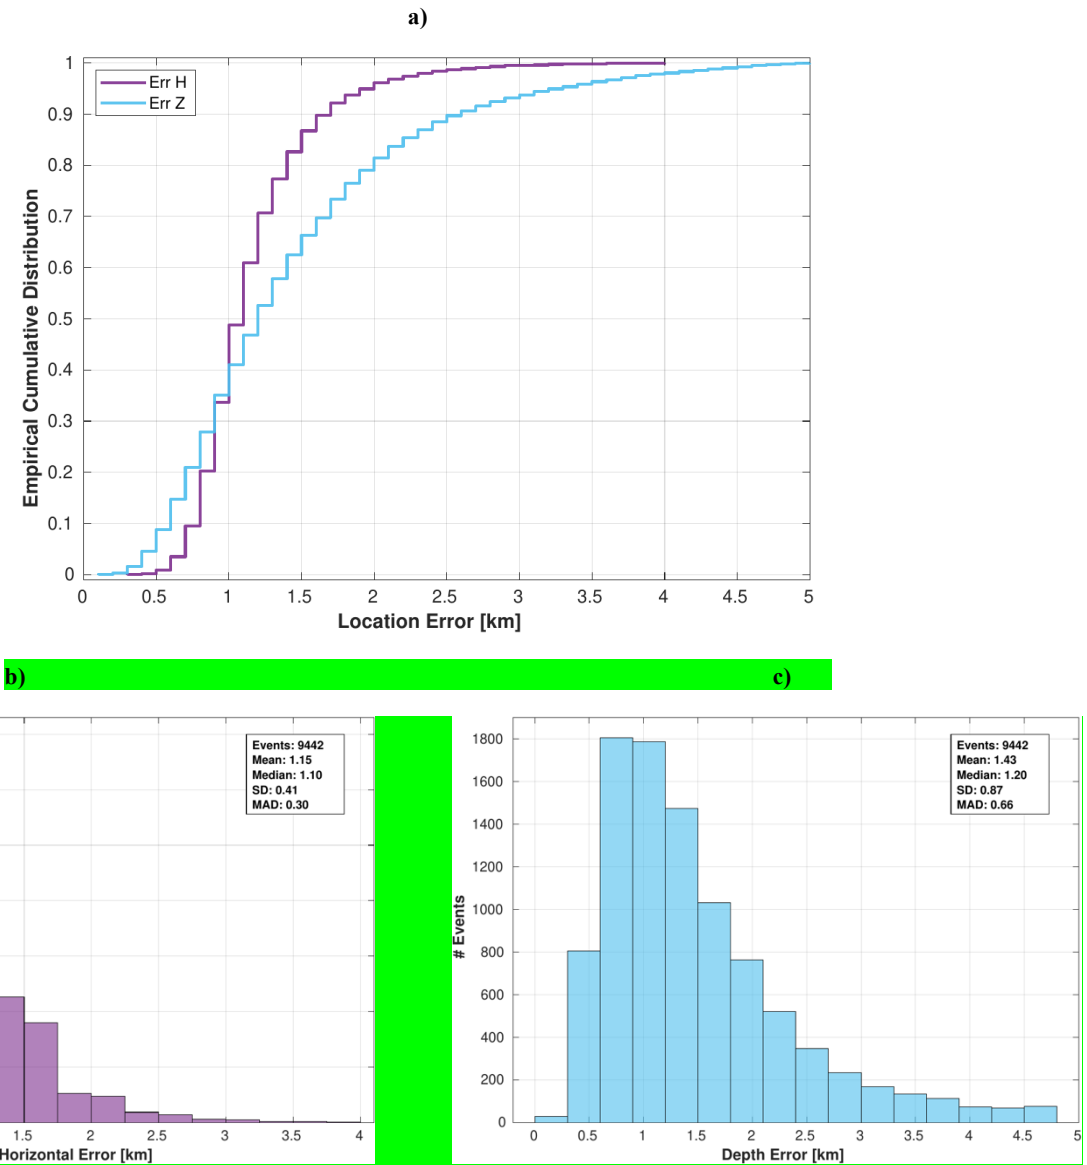 a)
Err H
Err Z
1
0.9
0.8
0.7
0.6
0.5
0.4
0.3
0.2
0.1
0
Empirical Cumulative Distribution
0 0.5 1 1.5 2 2.5 3 3.5 4 4.5 5
Location Error [km]
b)
c)
Events: 9442
Mean: 1.15
Median: 1.10
SD: 0.41
MAD: 0.30
1.5 2 2.5 3 3.5 4
Horizontal Error [km]
Events: 9442
Mean: 1.43
Median: 1.20
SD: 0.87
MAD: 0.66
1800
1600
1400
1200
1000
800
600
400
200
0
# Events
0 0.5 1 1.5 2 2.5 3 3.5 4 4.5 5
Depth Error [km]